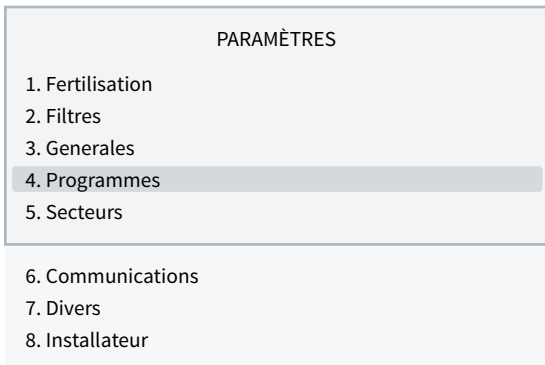 PARAMÈTRES
1. Fertilisation
2. Filtres
3. Generales
4. Programmes
5. Secteurs
6. Communications
7. Divers
8. Installateur